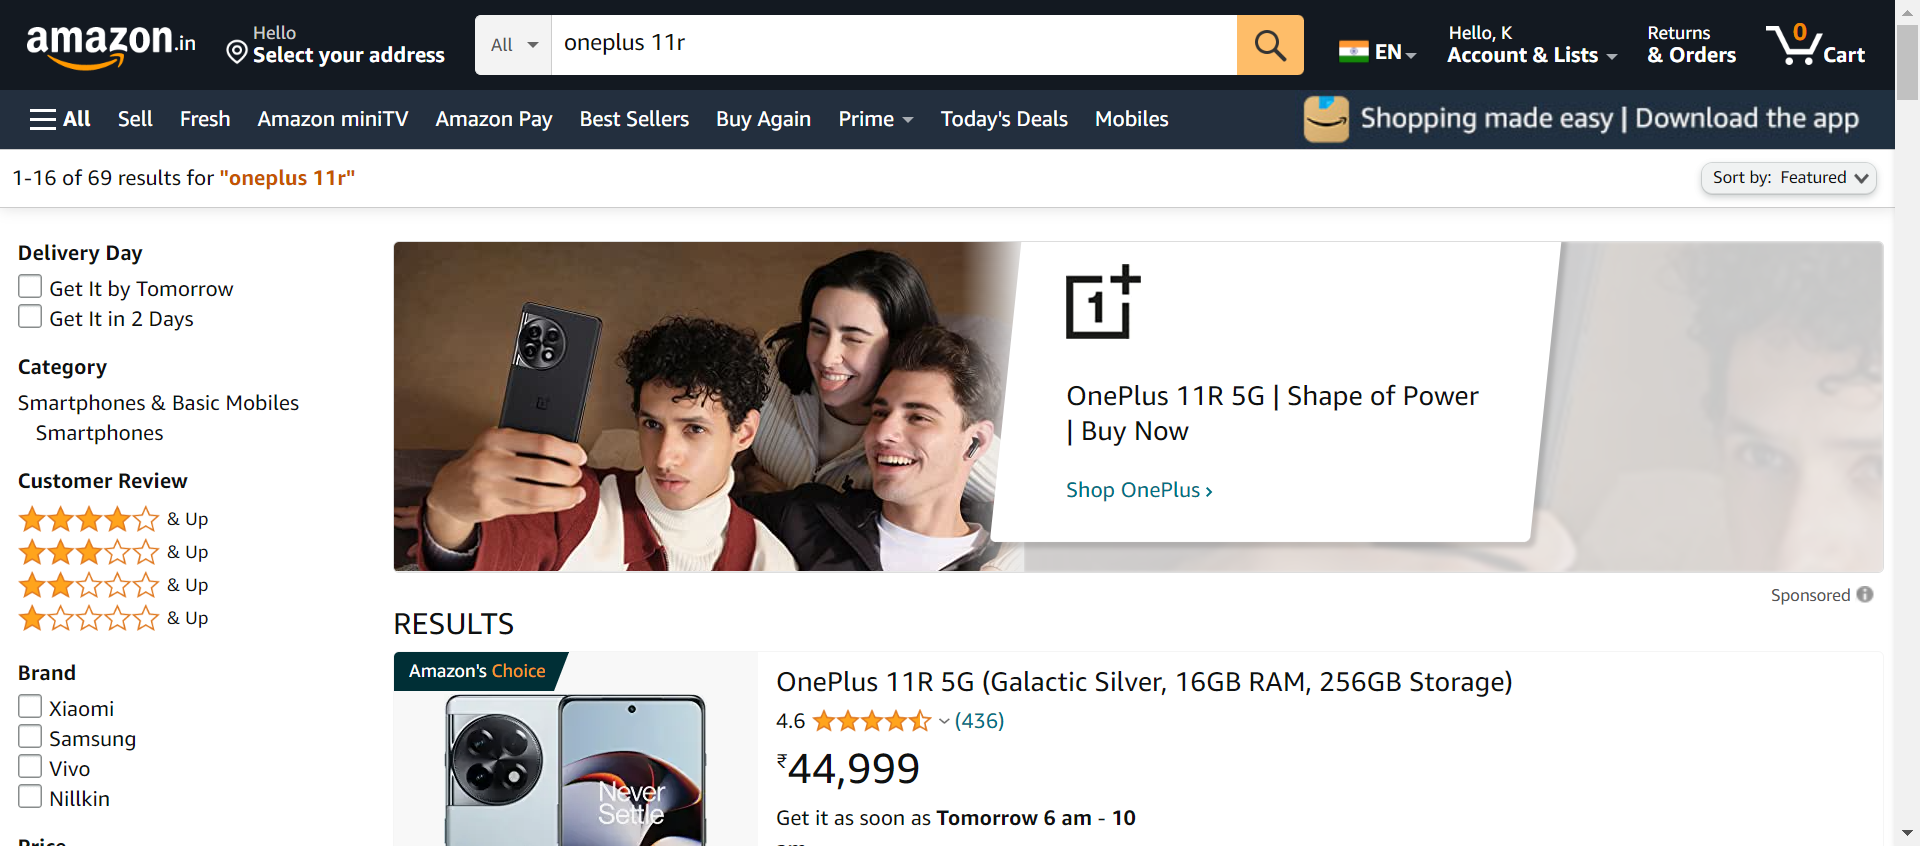 amazon.in
Hello
Select your address
All
oneplus 11r
EN
Hello, K
Account & Lists
Returns
& Orders
0
Cart
All
Sell
Fresh
Amazon miniTV
Amazon Pay
Best Sellers
Buy Again
Prime
Today's Deals
Mobiles
Shopping made easy | Download the app
1-16 of 69 results for "oneplus 11r"
Sort by: Featured
Delivery Day
Get It by Tomorrow
Get It in 2 Days
Category
Smartphones & Basic Mobiles
Smartphones
Customer Review
& Up
& Up
& Up
& Up
Brand
Xiaomi
Samsung
Vivo
Nillkin
Price
1+
OnePlus 11R 5G | Shape of Power
| Buy Now
Shop OnePlus ›
Sponsored
RESULTS
Amazon's Choice
Never
Settle
OnePlus 11R 5G (Galactic Silver, 16GB RAM, 256GB Storage)
4.6
(436)
₹44,999
Get it as soon as Tomorrow 6 am - 10
am